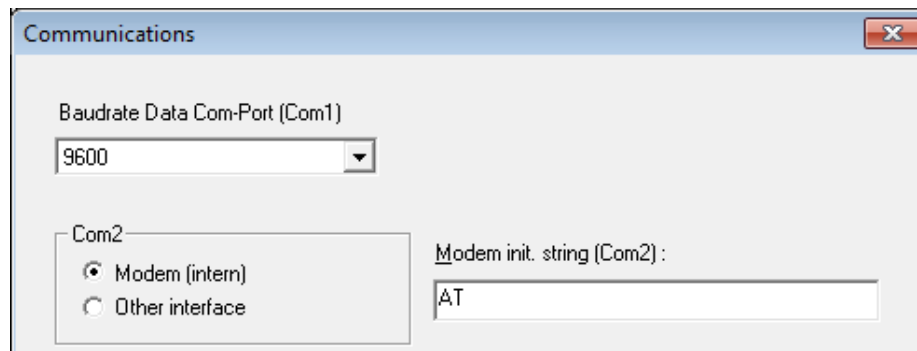 Communications
Baudrate Data Com-Port (Com1)
9600
Com2
Modem (intern)
Other interface
Modem init. string (Com2) :
AT